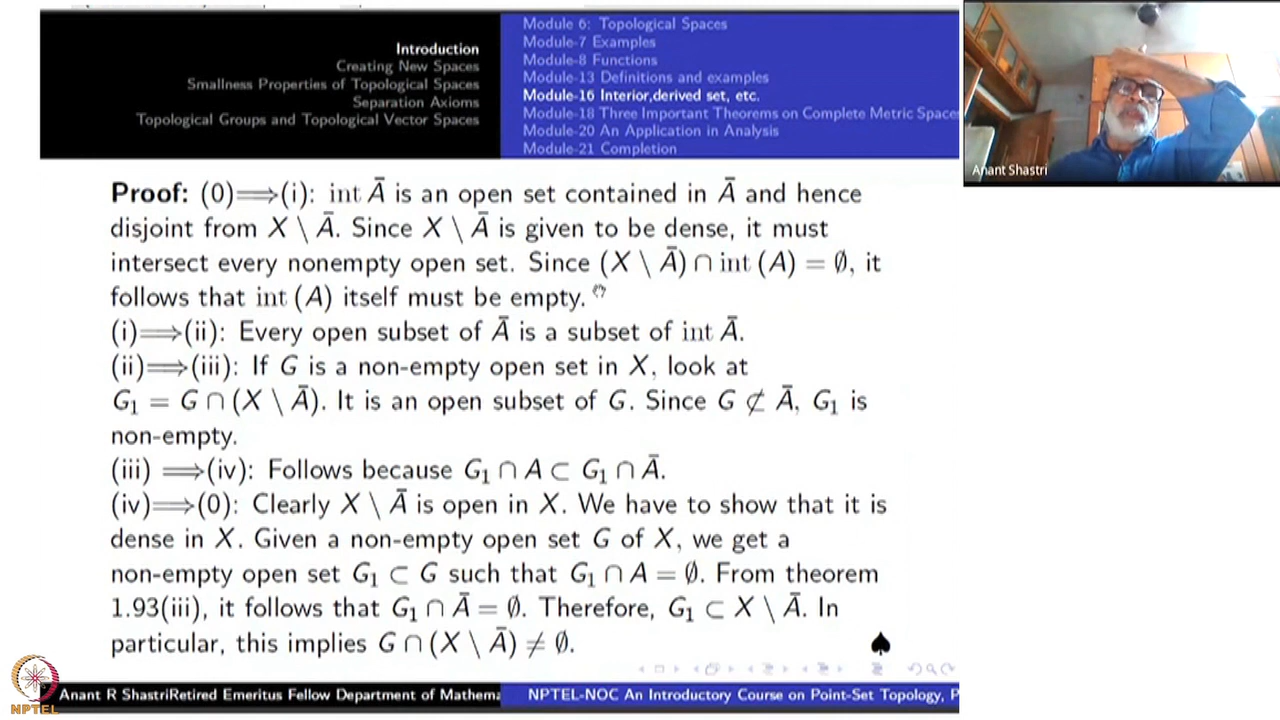 Introduction
Creating New Spaces
Smallness Properties of Topological Spaces
Separation Axioms
Topological Groups and Topological Vector Spaces
Module 6: Topological Spaces
Module-7 Examples
Module-8 Functions
Module-13 Definitions and examples
Module-16 Interior,derived set, etc.
Module-18 Three Important Theorems on Complete Metric Space
Module-20 An Application in Analysis
Module-21 Completion
Anant Shastri
Proof: (0)⟹(i): int Ā is an open set contained in Ā and hence
disjoint from X \ Ā. Since X \ Ā is given to be dense, it must
intersect every nonempty open set. Since (X \ Ā) ∩ int (A) = ∅, it
follows that int (A) itself must be empty.
(i)⟹(ii): Every open subset of Ā is a subset of int Ā.
(ii)⟹(iii): If G is a non-empty open set in X, look at
G₁ = G ∩ (X \ Ā). It is an open subset of G. Since G ⊄ Ā, G₁ is
non-empty.
(iii) ⟹(iv): Follows because G₁ ∩ A ⊂ G₁ ∩ Ā.
(iv)⟹(0): Clearly X \ Ā is open in X. We have to show that it is
dense in X. Given a non-empty open set G of X, we get a
non-empty open set G₁ ⊂ G such that G₁ ∩ A = ∅. From theorem
1.93(iii), it follows that G₁ ∩ Ā = ∅. Therefore, G₁ ⊂ X \ Ā. In
particular, this implies G ∩ (X \ Ā) ≠ ∅. ♠
NPTEL
Anant R ShastriRetired Emeritus Fellow Department of Mathema
NPTEL-NOC An Introductory Course on Point-Set Topology, P